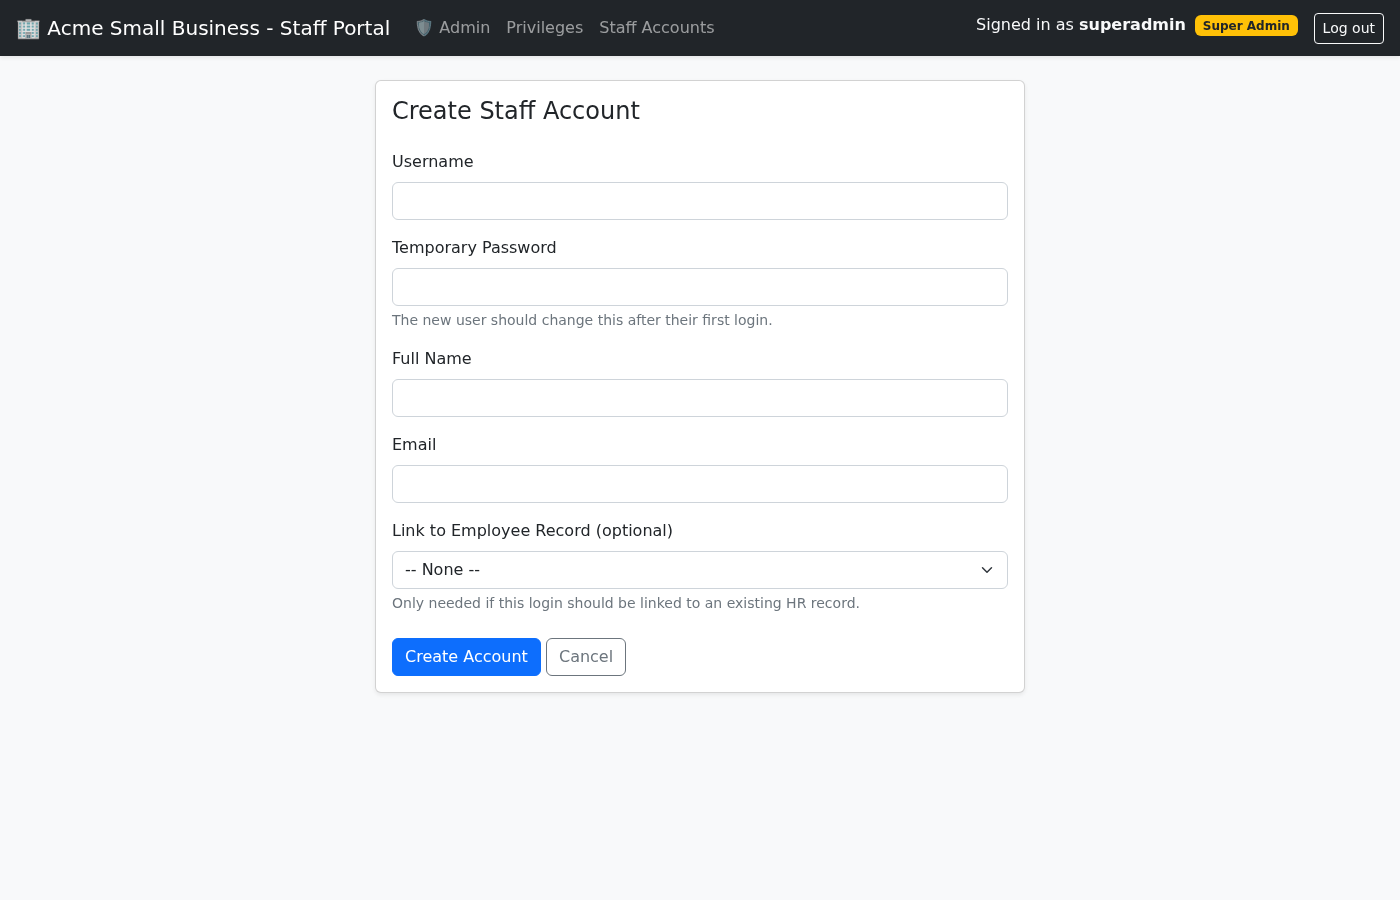 Acme Small Business - Staff Portal Admin Privileges Staff Accounts Signed in as superadmin Super Admin Log out
Create Staff Account
Username
Temporary Password
The new user should change this after their first login.
Full Name
Email
Link to Employee Record (optional)
-- None --
Only needed if this login should be linked to an existing HR record.
Create Account Cancel